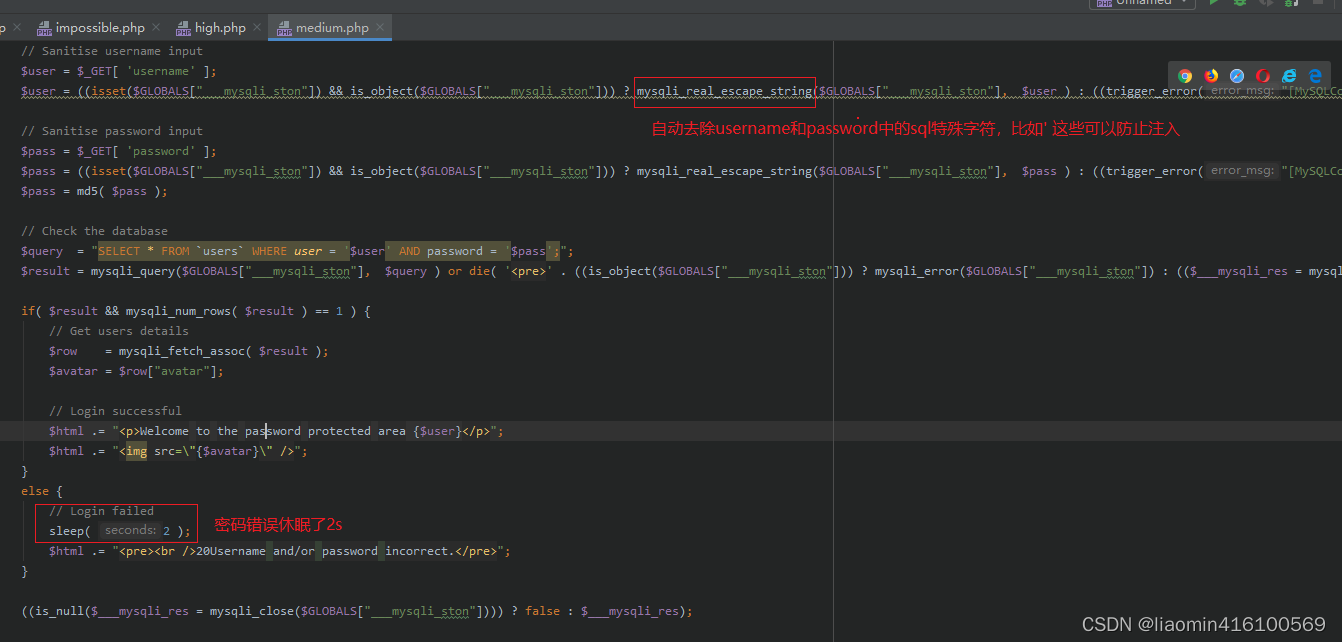 Unnamed
p × impossible.php × high.php × medium.php ×
// Sanitise username input
$user = $_GET[ 'username' ];
$user = ((isset($GLOBALS["___mysqli_ston"]) && is_object($GLOBALS["___mysqli_ston"])) ? mysqli_real_escape_string($GLOBALS["___mysqli_ston"], $user ) : ((trigger_error( error_msg: "[MySQLCo
自动去除username和password中的sql特殊字符，比如' 这些可以防止注入
// Sanitise password input
$pass = $_GET[ 'password' ];
$pass = ((isset($GLOBALS["___mysqli_ston"]) && is_object($GLOBALS["___mysqli_ston"])) ? mysqli_real_escape_string($GLOBALS["___mysqli_ston"], $pass ) : ((trigger_error( error_msg: "[MySQLCo
$pass = md5( $pass );
// Check the database
$query = "SELECT * FROM `users` WHERE user = '$user' AND password = '$pass';";
$result = mysqli_query($GLOBALS["___mysqli_ston"], $query ) or die( '<pre>' . ((is_object($GLOBALS["___mysqli_ston"])) ? mysqli_error($GLOBALS["___mysqli_ston"]) : (($___mysqli_res = mysql
if( $result && mysqli_num_rows( $result ) == 1 ) {
// Get users details
$row = mysqli_fetch_assoc( $result );
$avatar = $row["avatar"];
// Login successful
$html .= "<p>Welcome to the password protected area {$user}</p>";
$html .= "<img src=\"{$avatar}\" />";
}
else {
// Login failed
sleep( seconds: 2 );
密码错误休眠了2s
$html .= "<pre><br />20Username and/or password incorrect.</pre>";
}
((is_null($___mysqli_res = mysqli_close($GLOBALS["___mysqli_ston"]))) ? false : $___mysqli_res);
CSDN @liaomin416100569